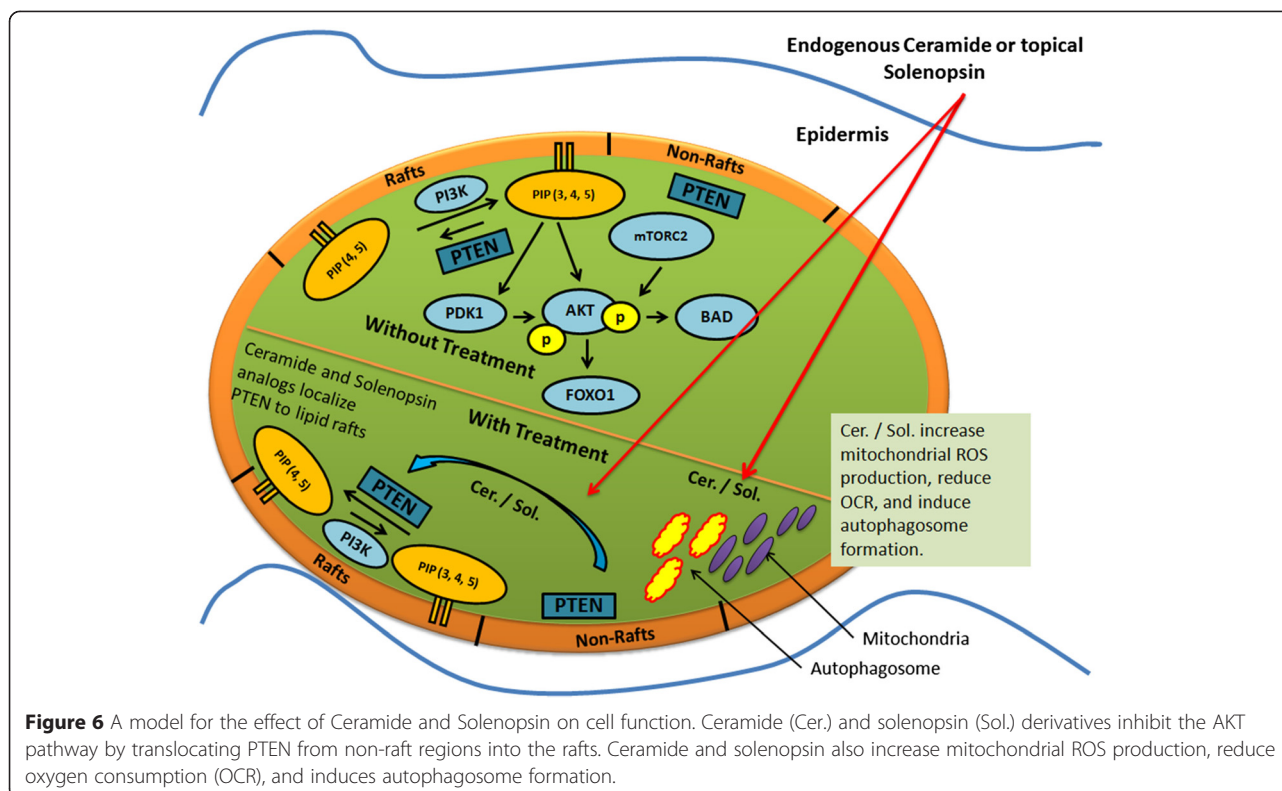 Endogenous Ceramide or topical
Solenopsin
Epidermis
Rafts
Non-Rafts
PI3K
PIP (3, 4, 5)
PTEN
PTEN
mTORC2
PIP (4, 5)
PDK1
AKT
p
p
BAD
Without Treatment
FOXO1
Ceramide and Solenopsin
analogs localize
PTEN to lipid rafts
With Treatment
Cer. / Sol. increase
mitochondrial ROS
production, reduce
OCR, and induce
autophagosome
formation.
PIP (4, 5)
PTEN
Cer. / Sol.
Cer. / Sol.
PI3K
PIP (3, 4, 5)
Rafts
PTEN
Non-Rafts
Mitochondria
Autophagosome
Figure 6 A model for the effect of Ceramide and Solenopsin on cell function. Ceramide (Cer.) and solenopsin (Sol.) derivatives inhibit the AKT
pathway by translocating PTEN from non-raft regions into the rafts. Ceramide and solenopsin also increase mitochondrial ROS production, reduce
oxygen consumption (OCR), and induces autophagosome formation.